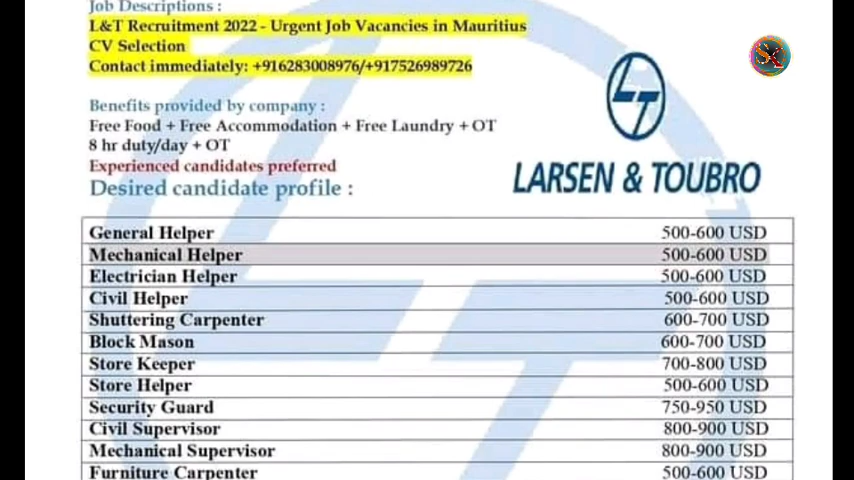 Job Descriptions :
L&T Recruitment 2022 - Urgent Job Vacancies in Mauritius
CV Selection
Contact immediately: +916283008976/+917526989726
Benefits provided by company :
Free Food + Free Accommodation + Free Laundry + OT
8 hr duty/day + OT
Experienced candidates preferred
Desired candidate profile :
LARSEN & TOUBRO
General Helper 500-600 USD
Mechanical Helper 500-600 USD
Electrician Helper 500-600 USD
Civil Helper 500-600 USD
Shuttering Carpenter 600-700 USD
Block Mason 600-700 USD
Store Keeper 700-800 USD
Store Helper 500-600 USD
Security Guard 750-950 USD
Civil Supervisor 800-900 USD
Mechanical Supervisor 800-900 USD
Furniture Carpenter 500-600 USD